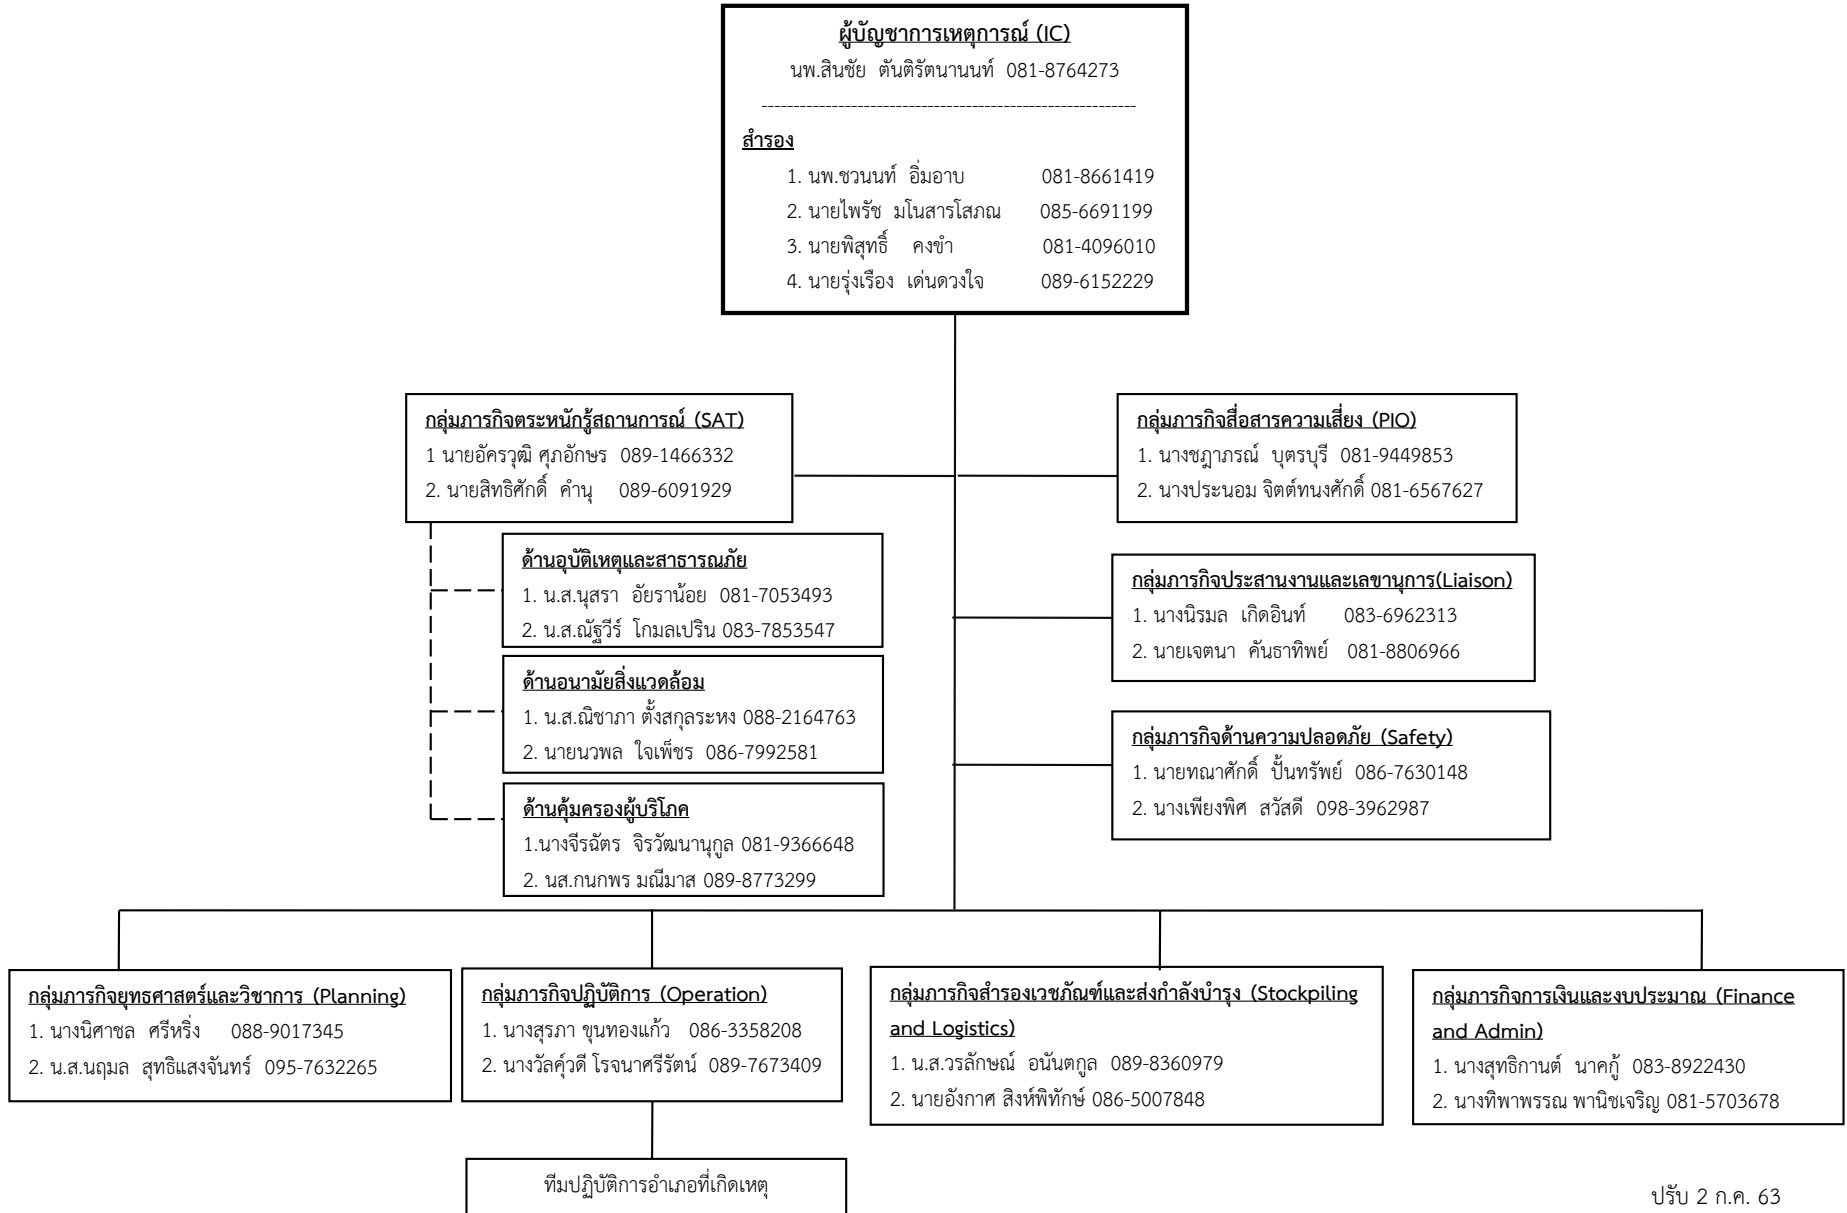 ผู้บัญชาการเหตุการณ์ (IC)
นพ.สินชัย ตันติรัตนานนท์ 081-8764273
----------------------------------------------------------
สำรอง
1. นพ.ชวนนท์ อิ่มอาบ 081-8661419
2. นายไพรัช มโนสารโสภณ 085-6691199
3. นายพิสุทธิ์ คงขำ 081-4096010
4. นายรุ่งเรือง เด่นดวงใจ 089-6152229
กลุ่มภารกิจตระหนักรู้สถานการณ์ (SAT)
1 นายอัครวุฒิ ศุภอักษร 089-1466332
2. นายสิทธิศักดิ์ คำนุ 089-6091929
กลุ่มภารกิจสื่อสารความเสี่ยง (PIO)
1. นางชฎาภรณ์ บุตรบุรี 081-9449853
2. นางประนอม จิตต์ทนงศักดิ์ 081-6567627
ด้านอุบัติเหตุและสาธารณภัย
1. น.ส.นุสรา อัยราน้อย 081-7053493
2. น.ส.ณัฐวีร์ โกมลเปริน 083-7853547
กลุ่มภารกิจประสานงานและเลขานุการ(Liaison)
1. นางนิรมล เกิดอินท์ 083-6962313
2. นายเจตนา คันธาทิพย์ 081-8806966
ด้านอนามัยสิ่งแวดล้อม
1. น.ส.ณิชาภา ตั้งสกุลระหง 088-2164763
2. นายนวพล ใจเพ็ชร 086-7992581
กลุ่มภารกิจด้านความปลอดภัย (Safety)
1. นายทณาศักดิ์ ปั้นทรัพย์ 086-7630148
2. นางเพียงพิศ สวัสดี 098-3962987
ด้านคุ้มครองผู้บริโภค
1.นางจีรฉัตร จิรวัฒนานุกูล 081-9366648
2. นส.กนกพร มณีมาส 089-8773299
กลุ่มภารกิจยุทธศาสตร์และวิชาการ (Planning)
1. นางนิศาชล ศรีหริ่ง 088-9017345
2. น.ส.นฤมล สุทธิแสงจันทร์ 095-7632265
กลุ่มภารกิจปฏิบัติการ (Operation)
1. นางสุรภา ขุนทองแก้ว 086-3358208
2. นางวัลคุ์วดี โรจนาศรีรัตน์ 089-7673409
กลุ่มภารกิจสำรองเวชภัณฑ์และส่งกำลังบำรุง (Stockpiling
and Logistics)
1. น.ส.วรลักษณ์ อนันตกูล 089-8360979
2. นายอังกาศ สิงห์พิทักษ์ 086-5007848
กลุ่มภารกิจการเงินและงบประมาณ (Finance
and Admin)
1. นางสุทธิกานต์ นาคกู้ 083-8922430
2. นางทิพาพรรณ พานิชเจริญ 081-5703678
ทีมปฏิบัติการอำเภอที่เกิดเหตุ
ปรับ 2 ก.ค. 63